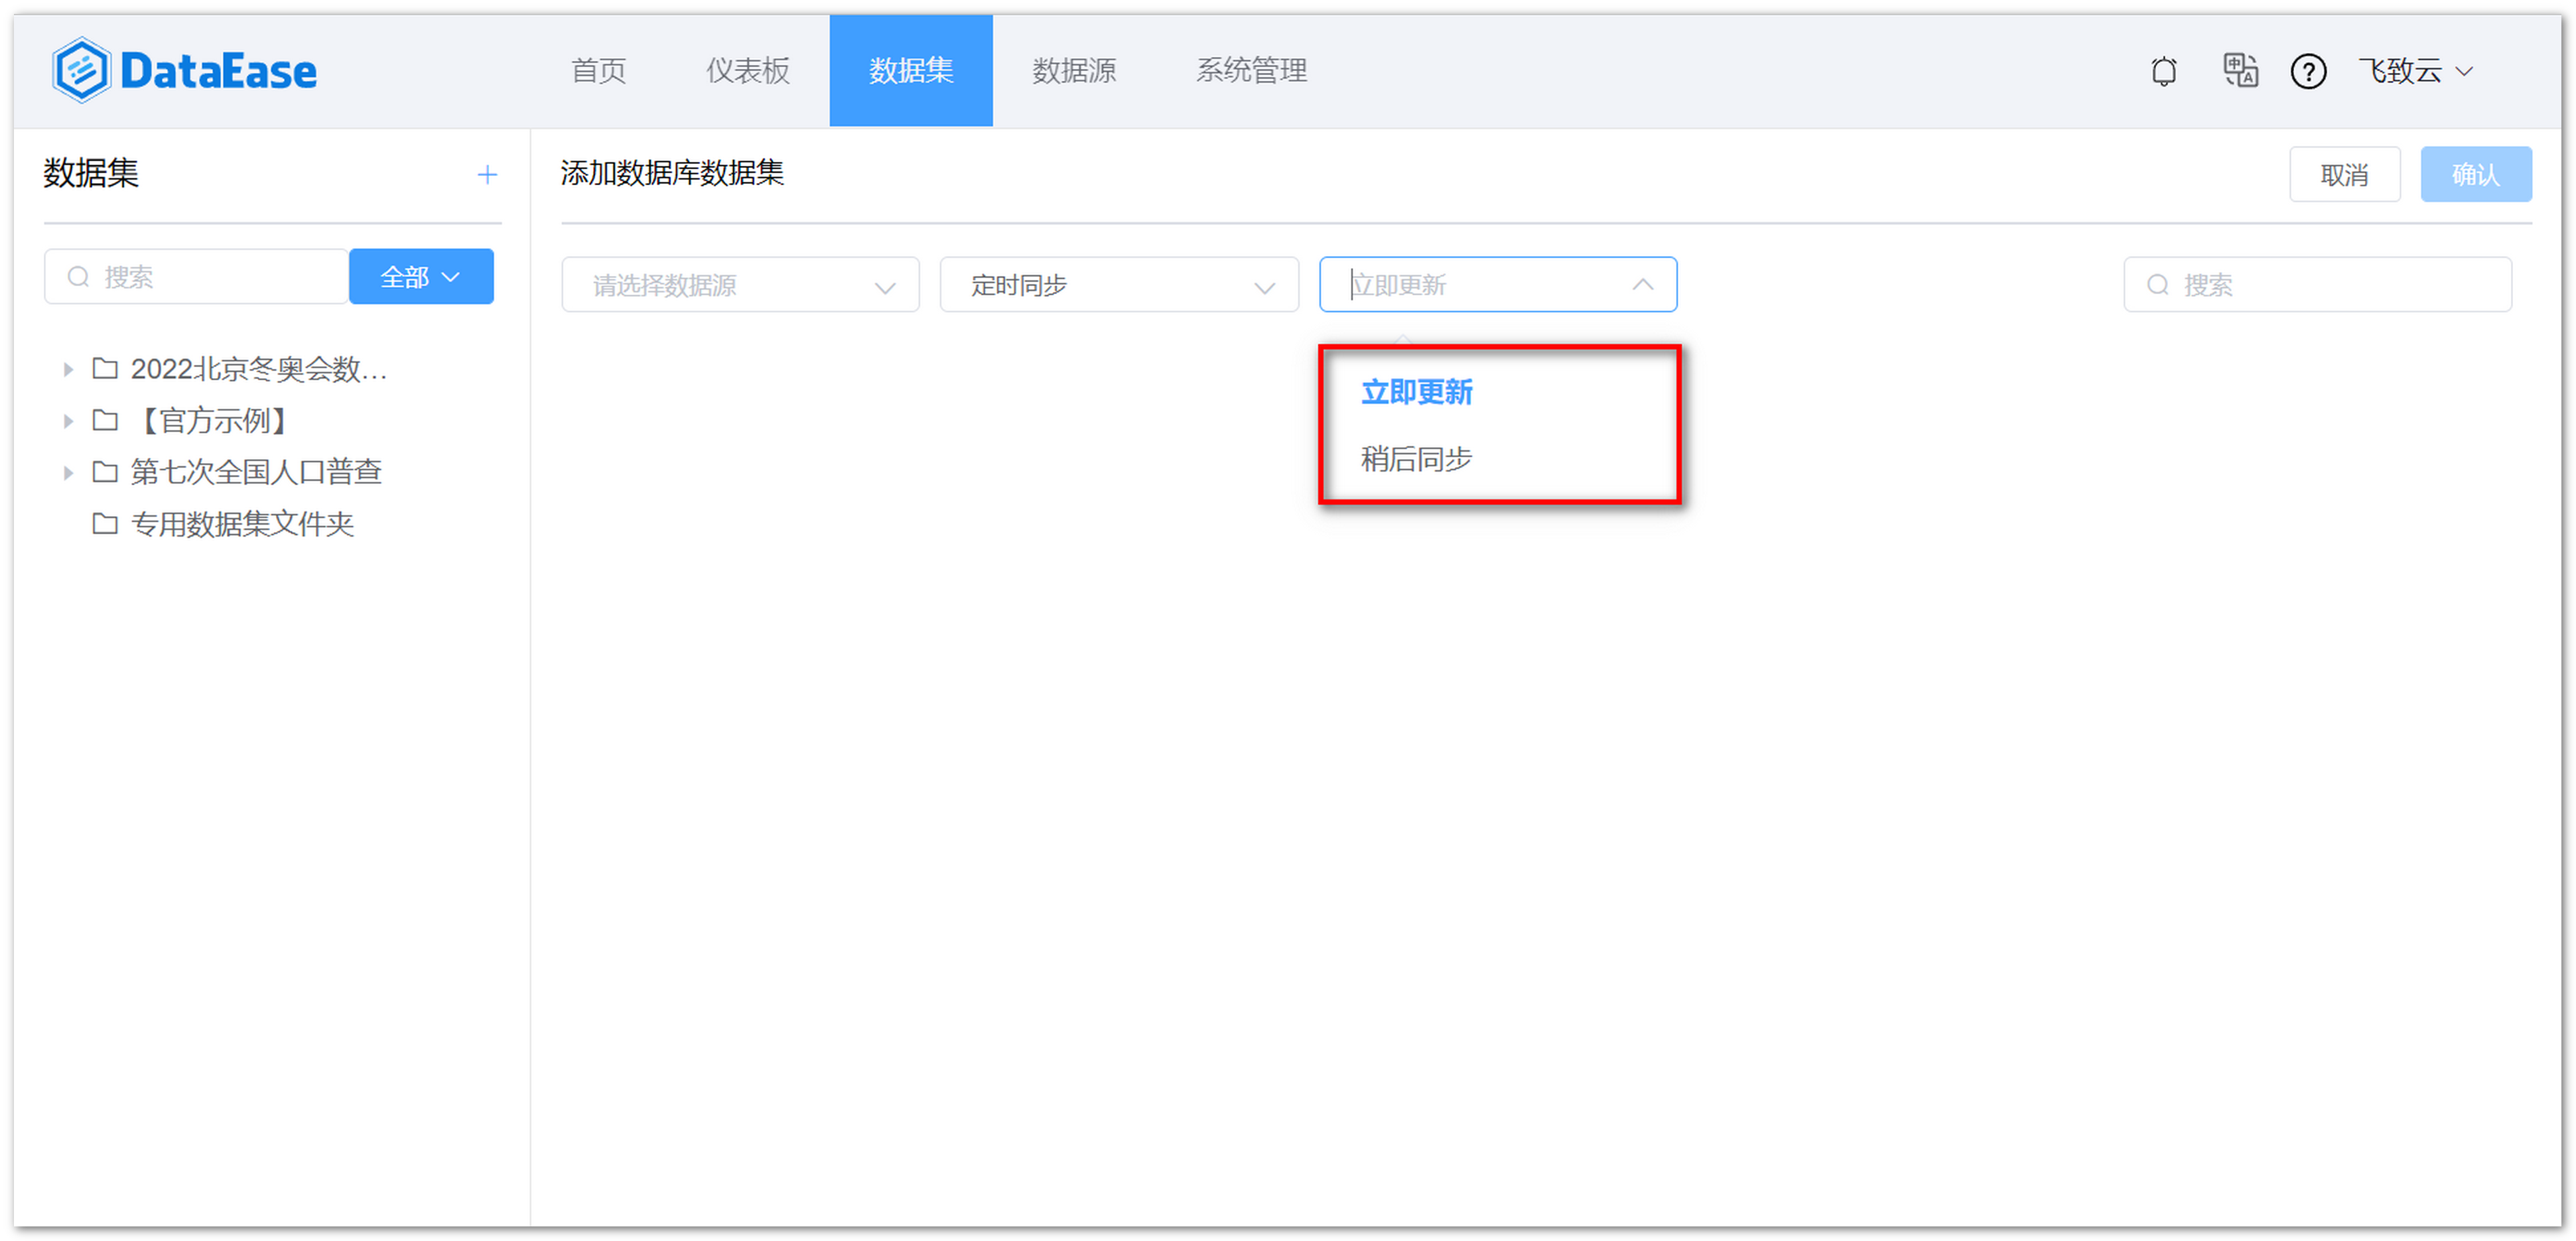 DataEase
首页 仪表板 数据集 数据源 系统管理 飞致云
数据集
添加数据库数据集 取消 确认
搜索 全部
请选择数据源 定时同步 立即更新 搜索
立即更新
稍后同步
2022北京冬奥会数...
【官方示例】
第七次全国人口普查
专用数据集文件夹